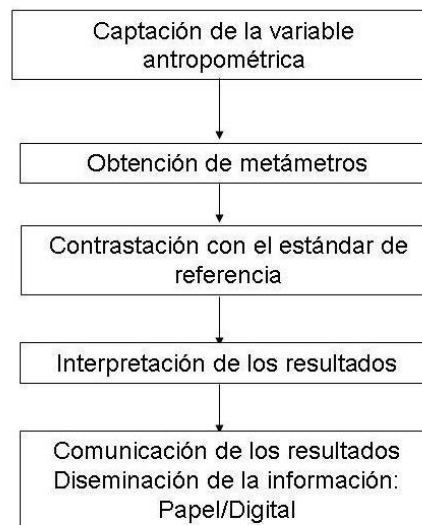 Captación de la variable
antropométrica
Obtención de metámetros
Contrastación con el estándar de
referencia
Interpretación de los resultados
Comunicación de los resultados
Diseminación de la información:
Papel/Digital